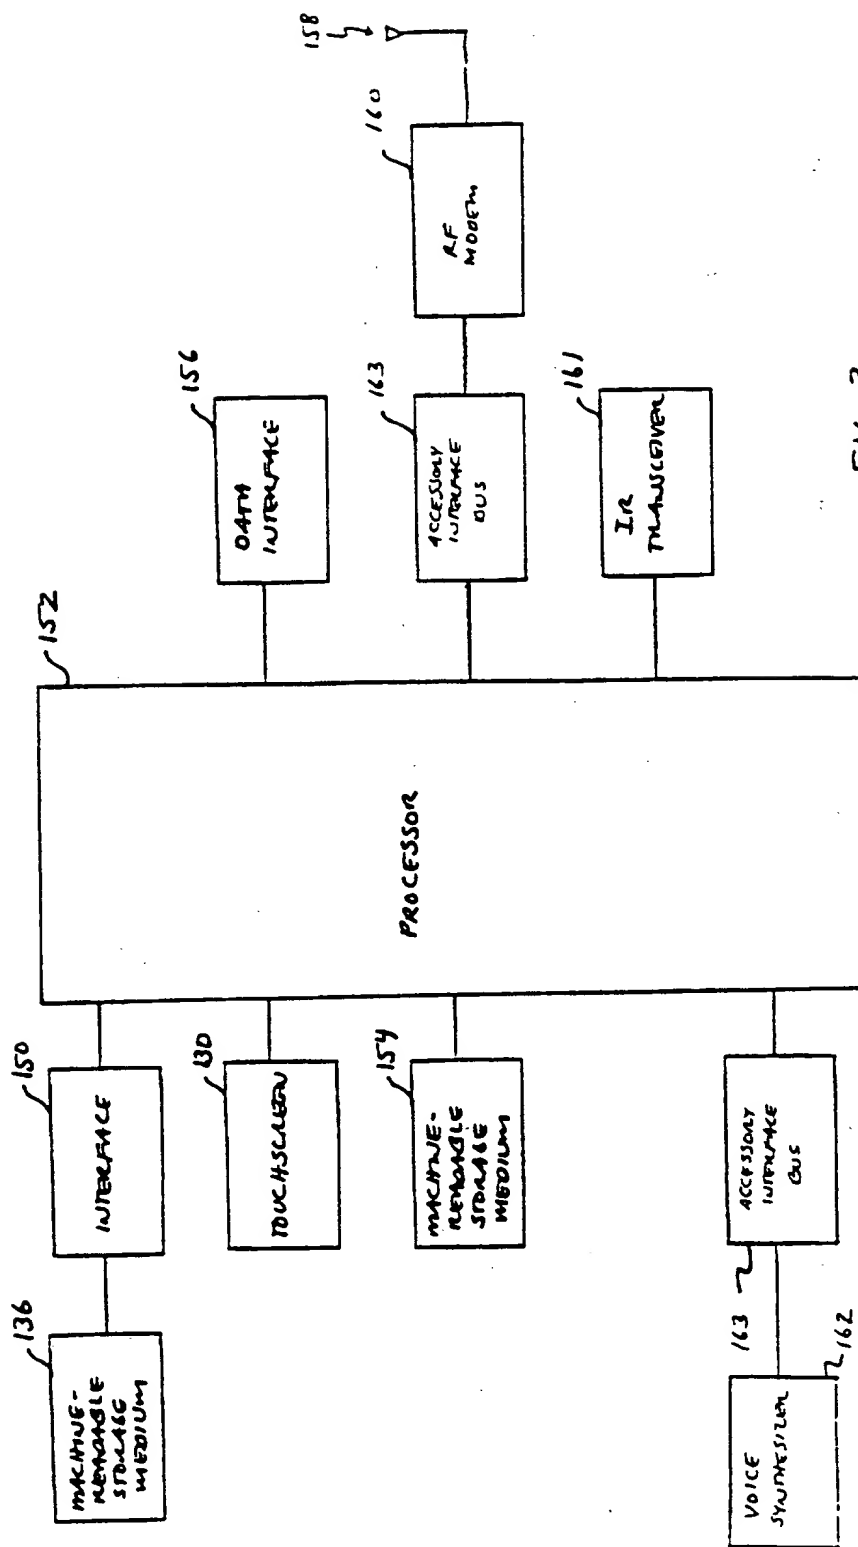 136
MACHINE-
READABLE
STORAGE
MEDIUM
150
INTERFACE
130
TOUCHSCREEN
154
MACHINE-
READABLE
STORAGE
MEDIUM
162
VOICE
SYNTHESIZER
163
ACCESSORY
INTERFACE
BUS
152
PROCESSOR
156
DATA
INTERFACE
163
ACCESSORY
INTERFACE
BUS
161
IR
TRANSCEIVER
160
RF
MODEM
158